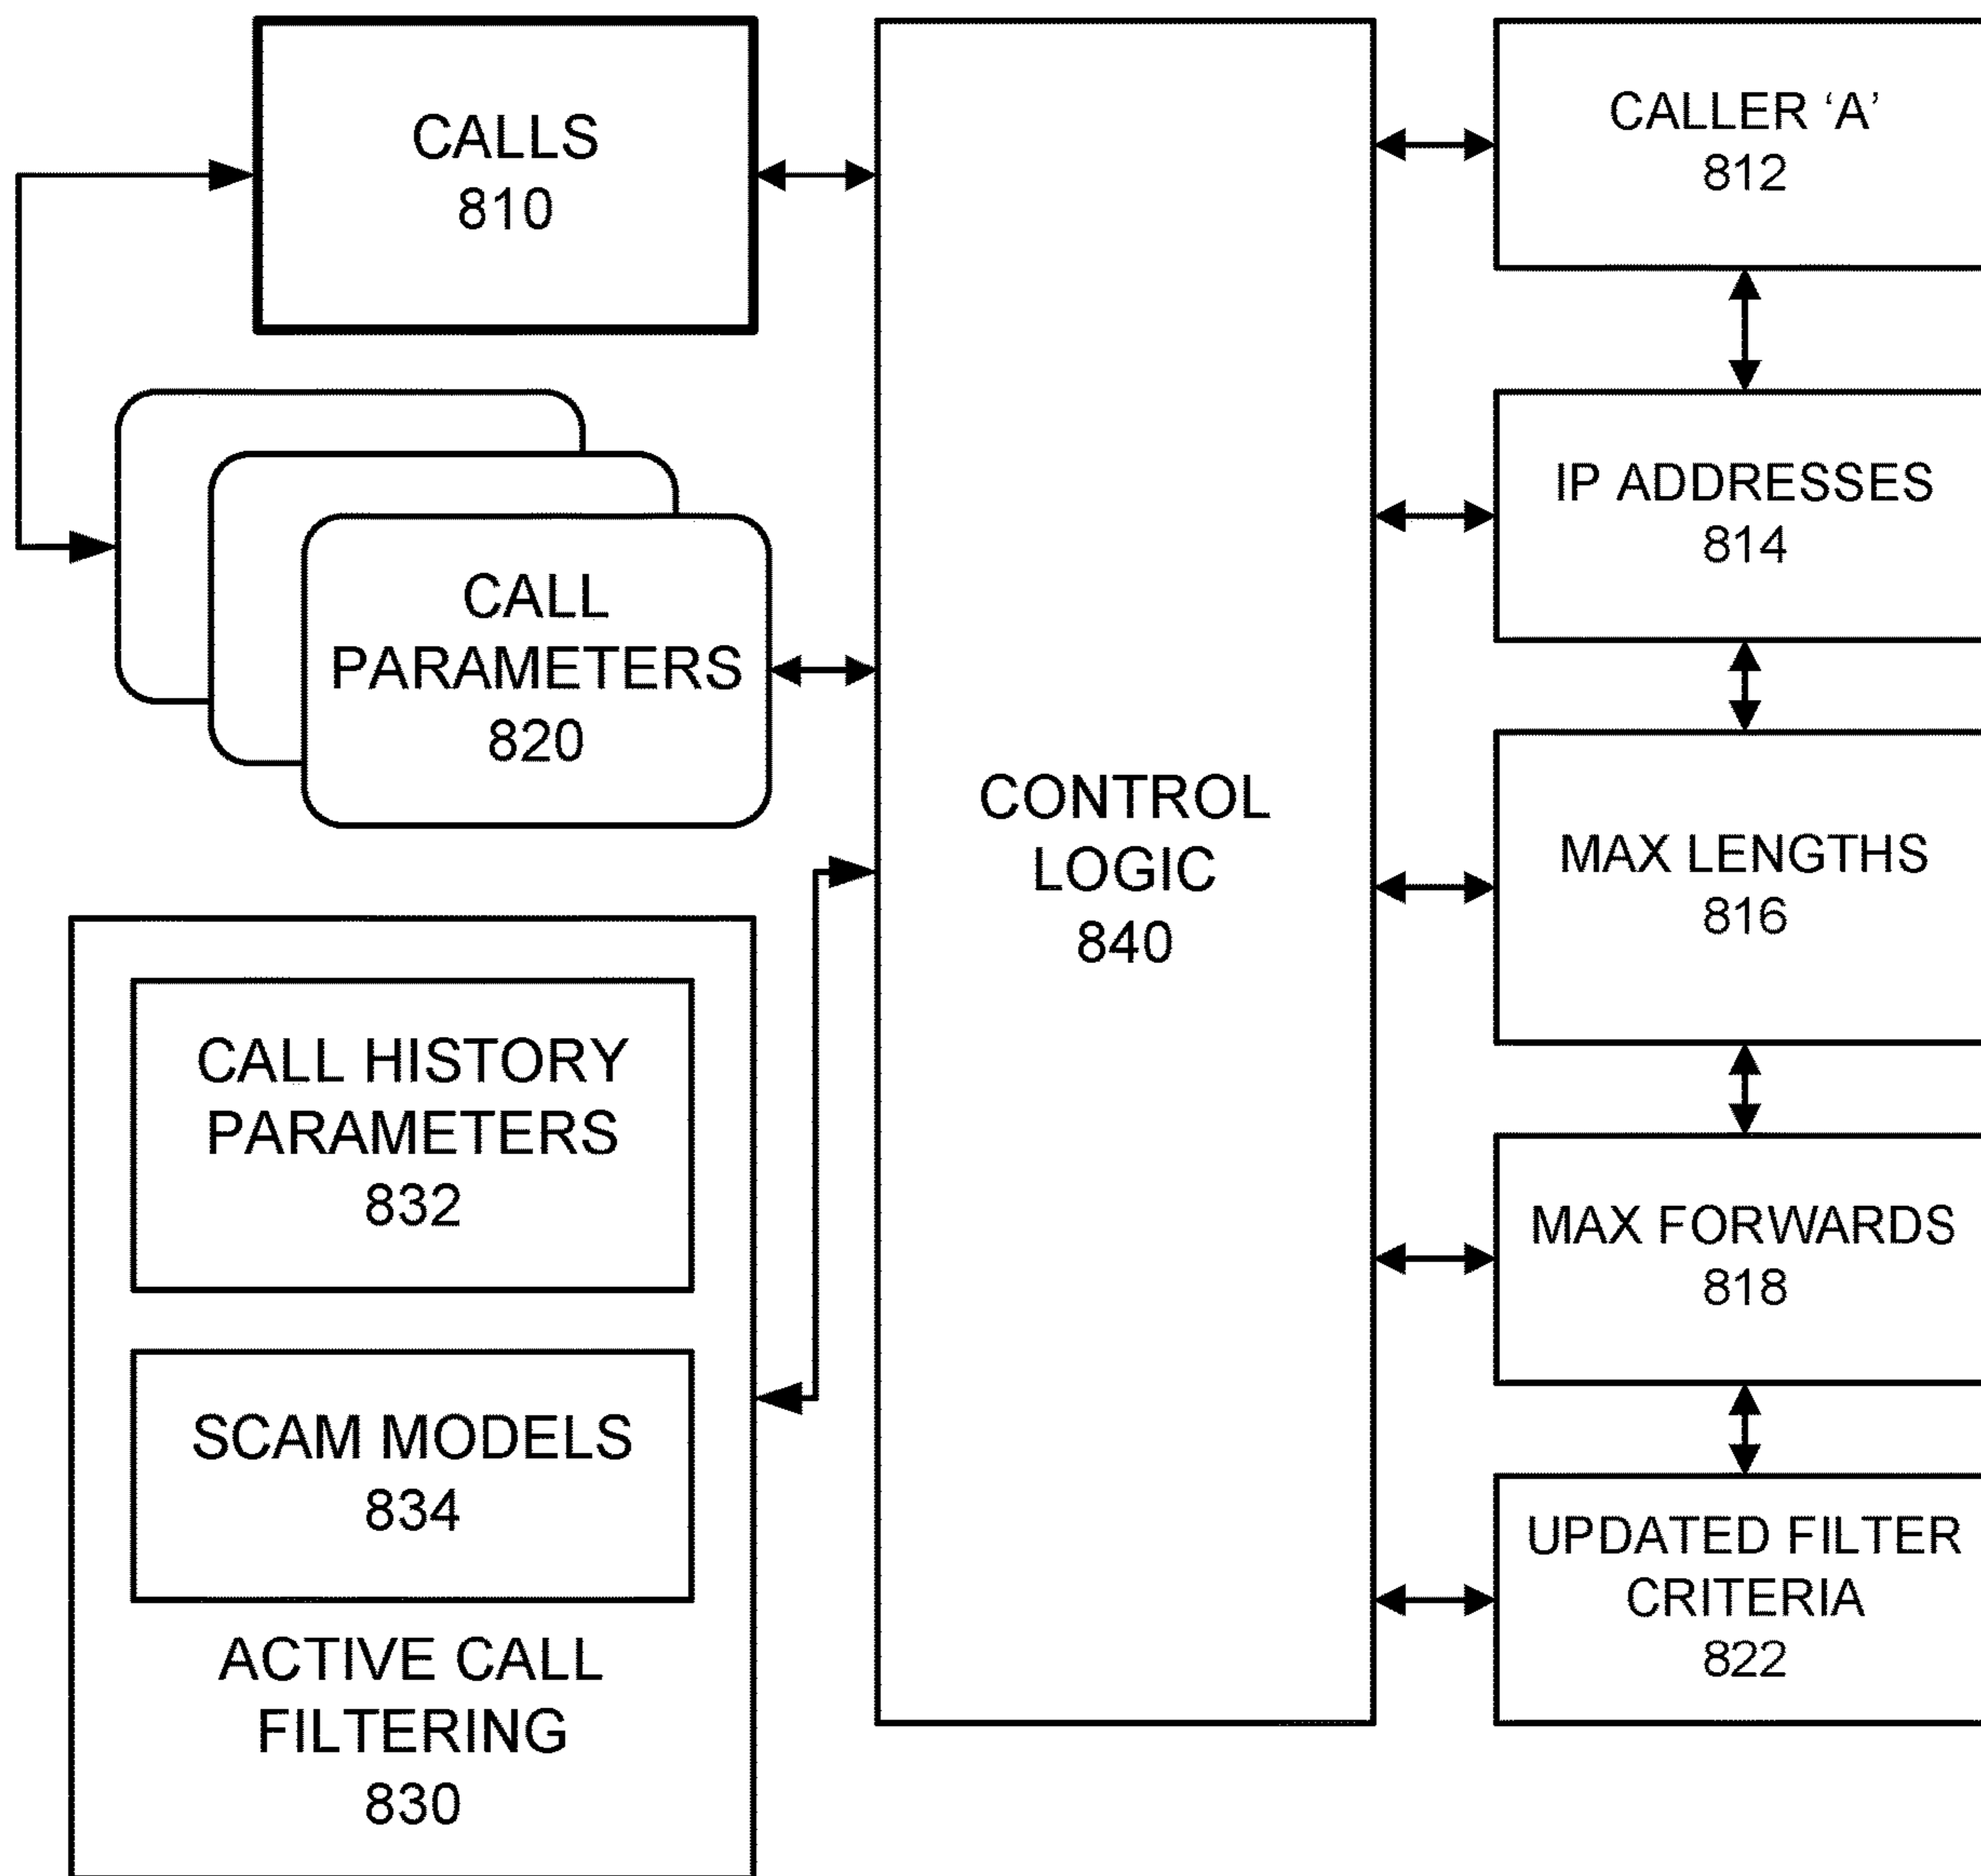 CALLS
810
CALL
PARAMETERS
820
CALL HISTORY
PARAMETERS
832
SCAM MODELS
834
ACTIVE CALL
FILTERING
830
CONTROL
LOGIC
840
CALLER ‘A’
812
IP ADDRESSES
814
MAX LENGTHS
816
MAX FORWARDS
818
UPDATED FILTER
CRITERIA
822